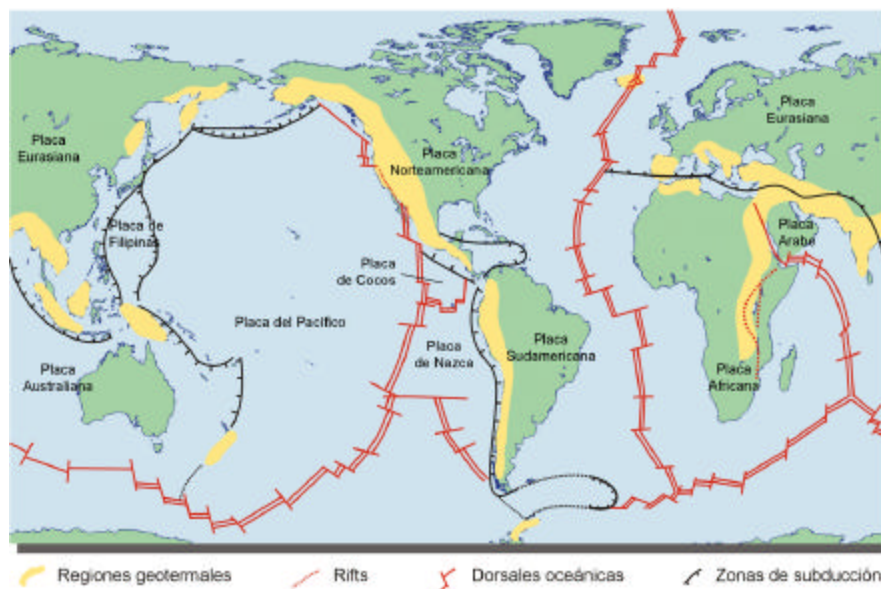 Placa
Eurasiana
Placa
Eurasiana
Placa
Norteamericana
Placa de
Filipinas
Placa
Arabe
Placa
de Cocos
Placa del Pacífico
Placa
de Nazca
Placa
Sudamericana
Placa
Australiana
Placa
Africana
Regiones geotermales
Rifts
Dorsales oceánicas
Zonas de subducción